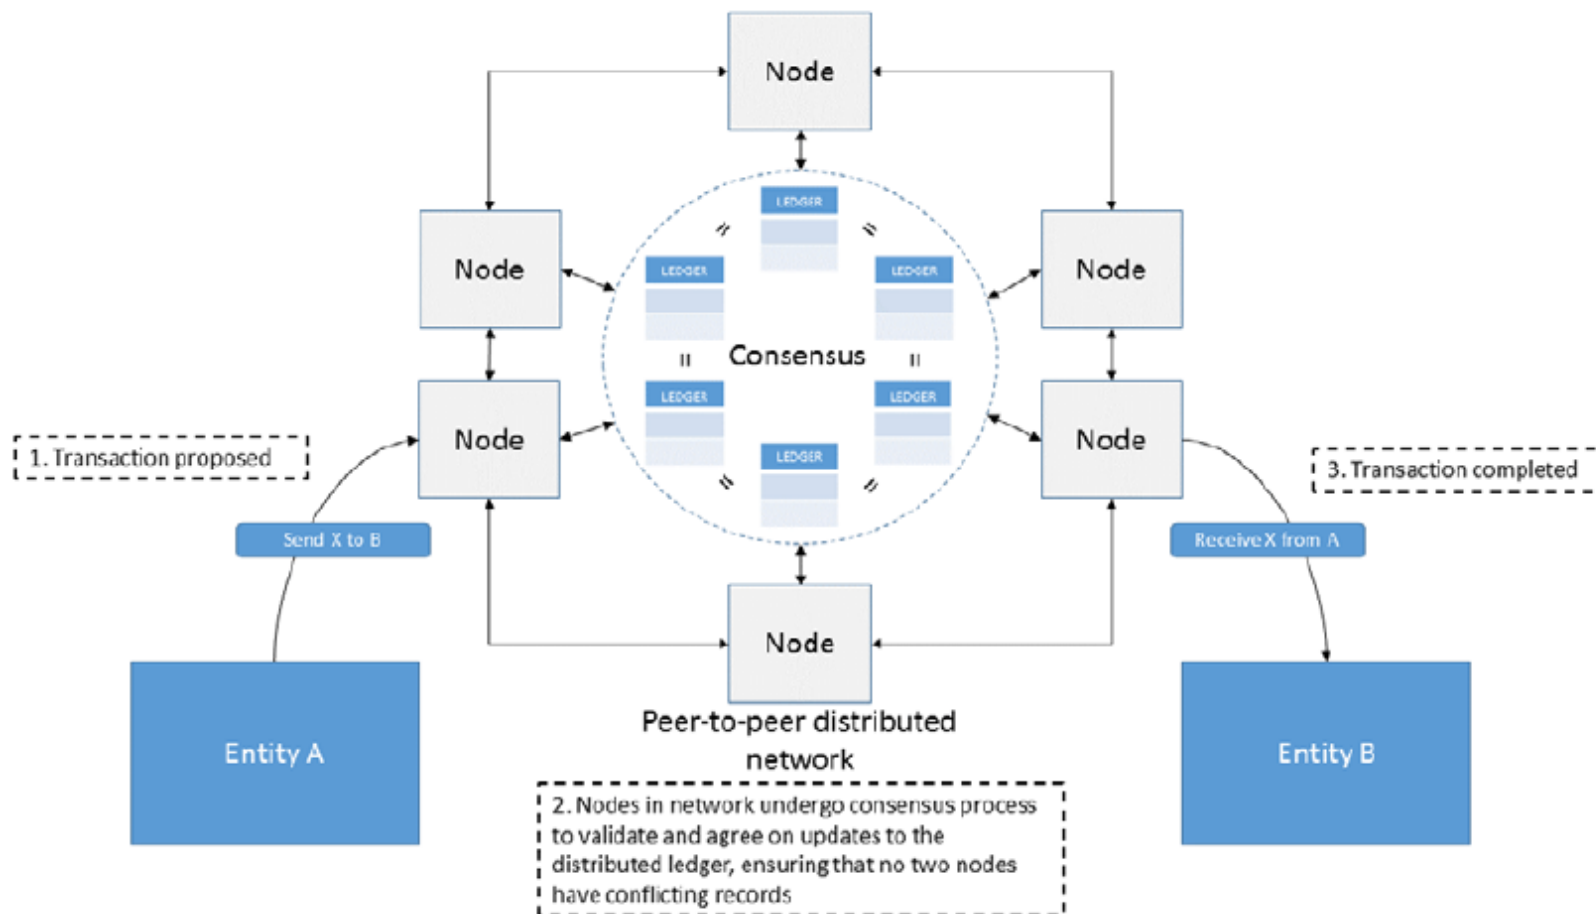 Node
Node
Node
LEDGER
LEDGER
LEDGER
=
=
=
Consensus
=
LEDGER
LEDGER
LEDGER
=
=
Node
Node
1. Transaction proposed
3. Transaction completed
Send X to B
Receive X from A
Node
Peer-to-peer distributed
network
Entity A
Entity B
2. Nodes in network undergo consensus process
to validate and agree on updates to the
distributed ledger, ensuring that no two nodes
have conflicting records